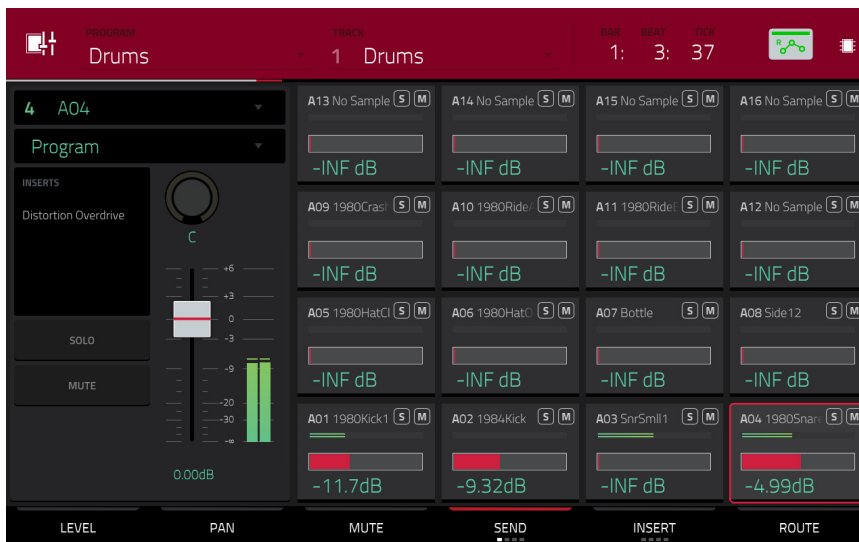 PROGRAM
Drums
TRACK
1 Drums
BAR BEAT TICK
1: 3: 37
R
4 A04
Program
INSERTS
Distortion Overdrive
C
+6
+3
0
-3
-9
-20
-30
-∞
SOLO
MUTE
0.00dB
A13 No Sample S M
-INF dB
A14 No Sample S M
-INF dB
A15 No Sample S M
-INF dB
A16 No Sample S M
-INF dB
A09 1980Cras S M
-INF dB
A10 1980Ride S M
-INF dB
A11 1980Ride S M
-INF dB
A12 No Sample S M
-INF dB
A05 1980HatCl S M
-INF dB
A06 1980HatO S M
-INF dB
A07 Bottle S M
-INF dB
A08 Side12 S M
-INF dB
A01 1980Kick1 S M
-11.7dB
A02 1984Kick S M
-9.32dB
A03 SnrSmll1 S M
-INF dB
A04 1980Snar S M
-4.99dB
LEVEL PAN MUTE SEND INSERT ROUTE